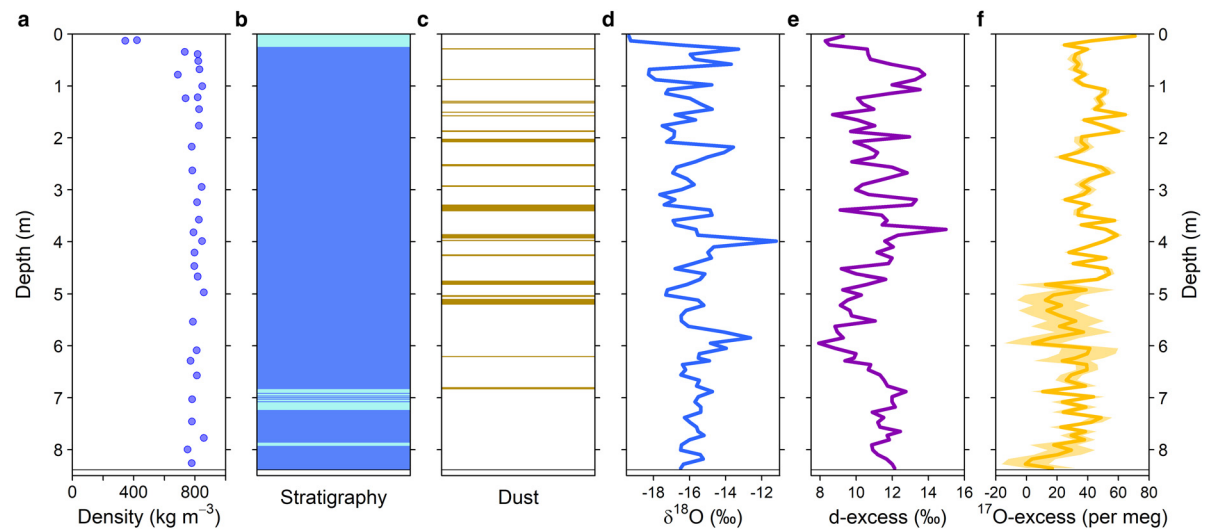 a b c d e f
0 0
1 1
2 2
3 3
4 4
5 5
6 6
7 7
8 8
Depth (m) Depth (m)
0 400 800 -18 -16 -14 -12 8 10 12 14 16 -20 0 20 40 60 80
Density (kg m⁻³) Stratigraphy Dust δ¹⁸O (‰) d-excess (‰) ¹⁷O-excess (per meg)